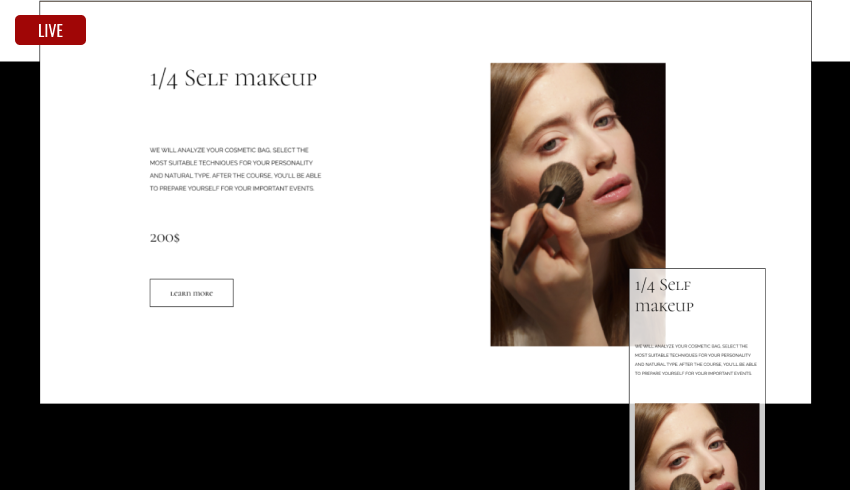 LIVE
1/4 Self makeup
WE WILL ANALYZE YOUR COSMETIC BAG, SELECT THE
MOST SUITABLE TECHNIQUES FOR YOUR PERSONALITY
AND NATURAL TYPE. AFTER THE COURSE, YOU'LL BE ABLE
TO PREPARE YOURSELF FOR YOUR IMPORTANT EVENTS.
200$
Learn more
1/4 Self
makeup
WE WILL ANALYZE YOUR COSMETIC BAG, SELECT THE
MOST SUITABLE TECHNIQUES FOR YOUR PERSONALITY
AND NATURAL TYPE. AFTER THE COURSE, YOU'LL BE ABLE
TO PREPARE YOURSELF FOR YOUR IMPORTANT EVENTS.